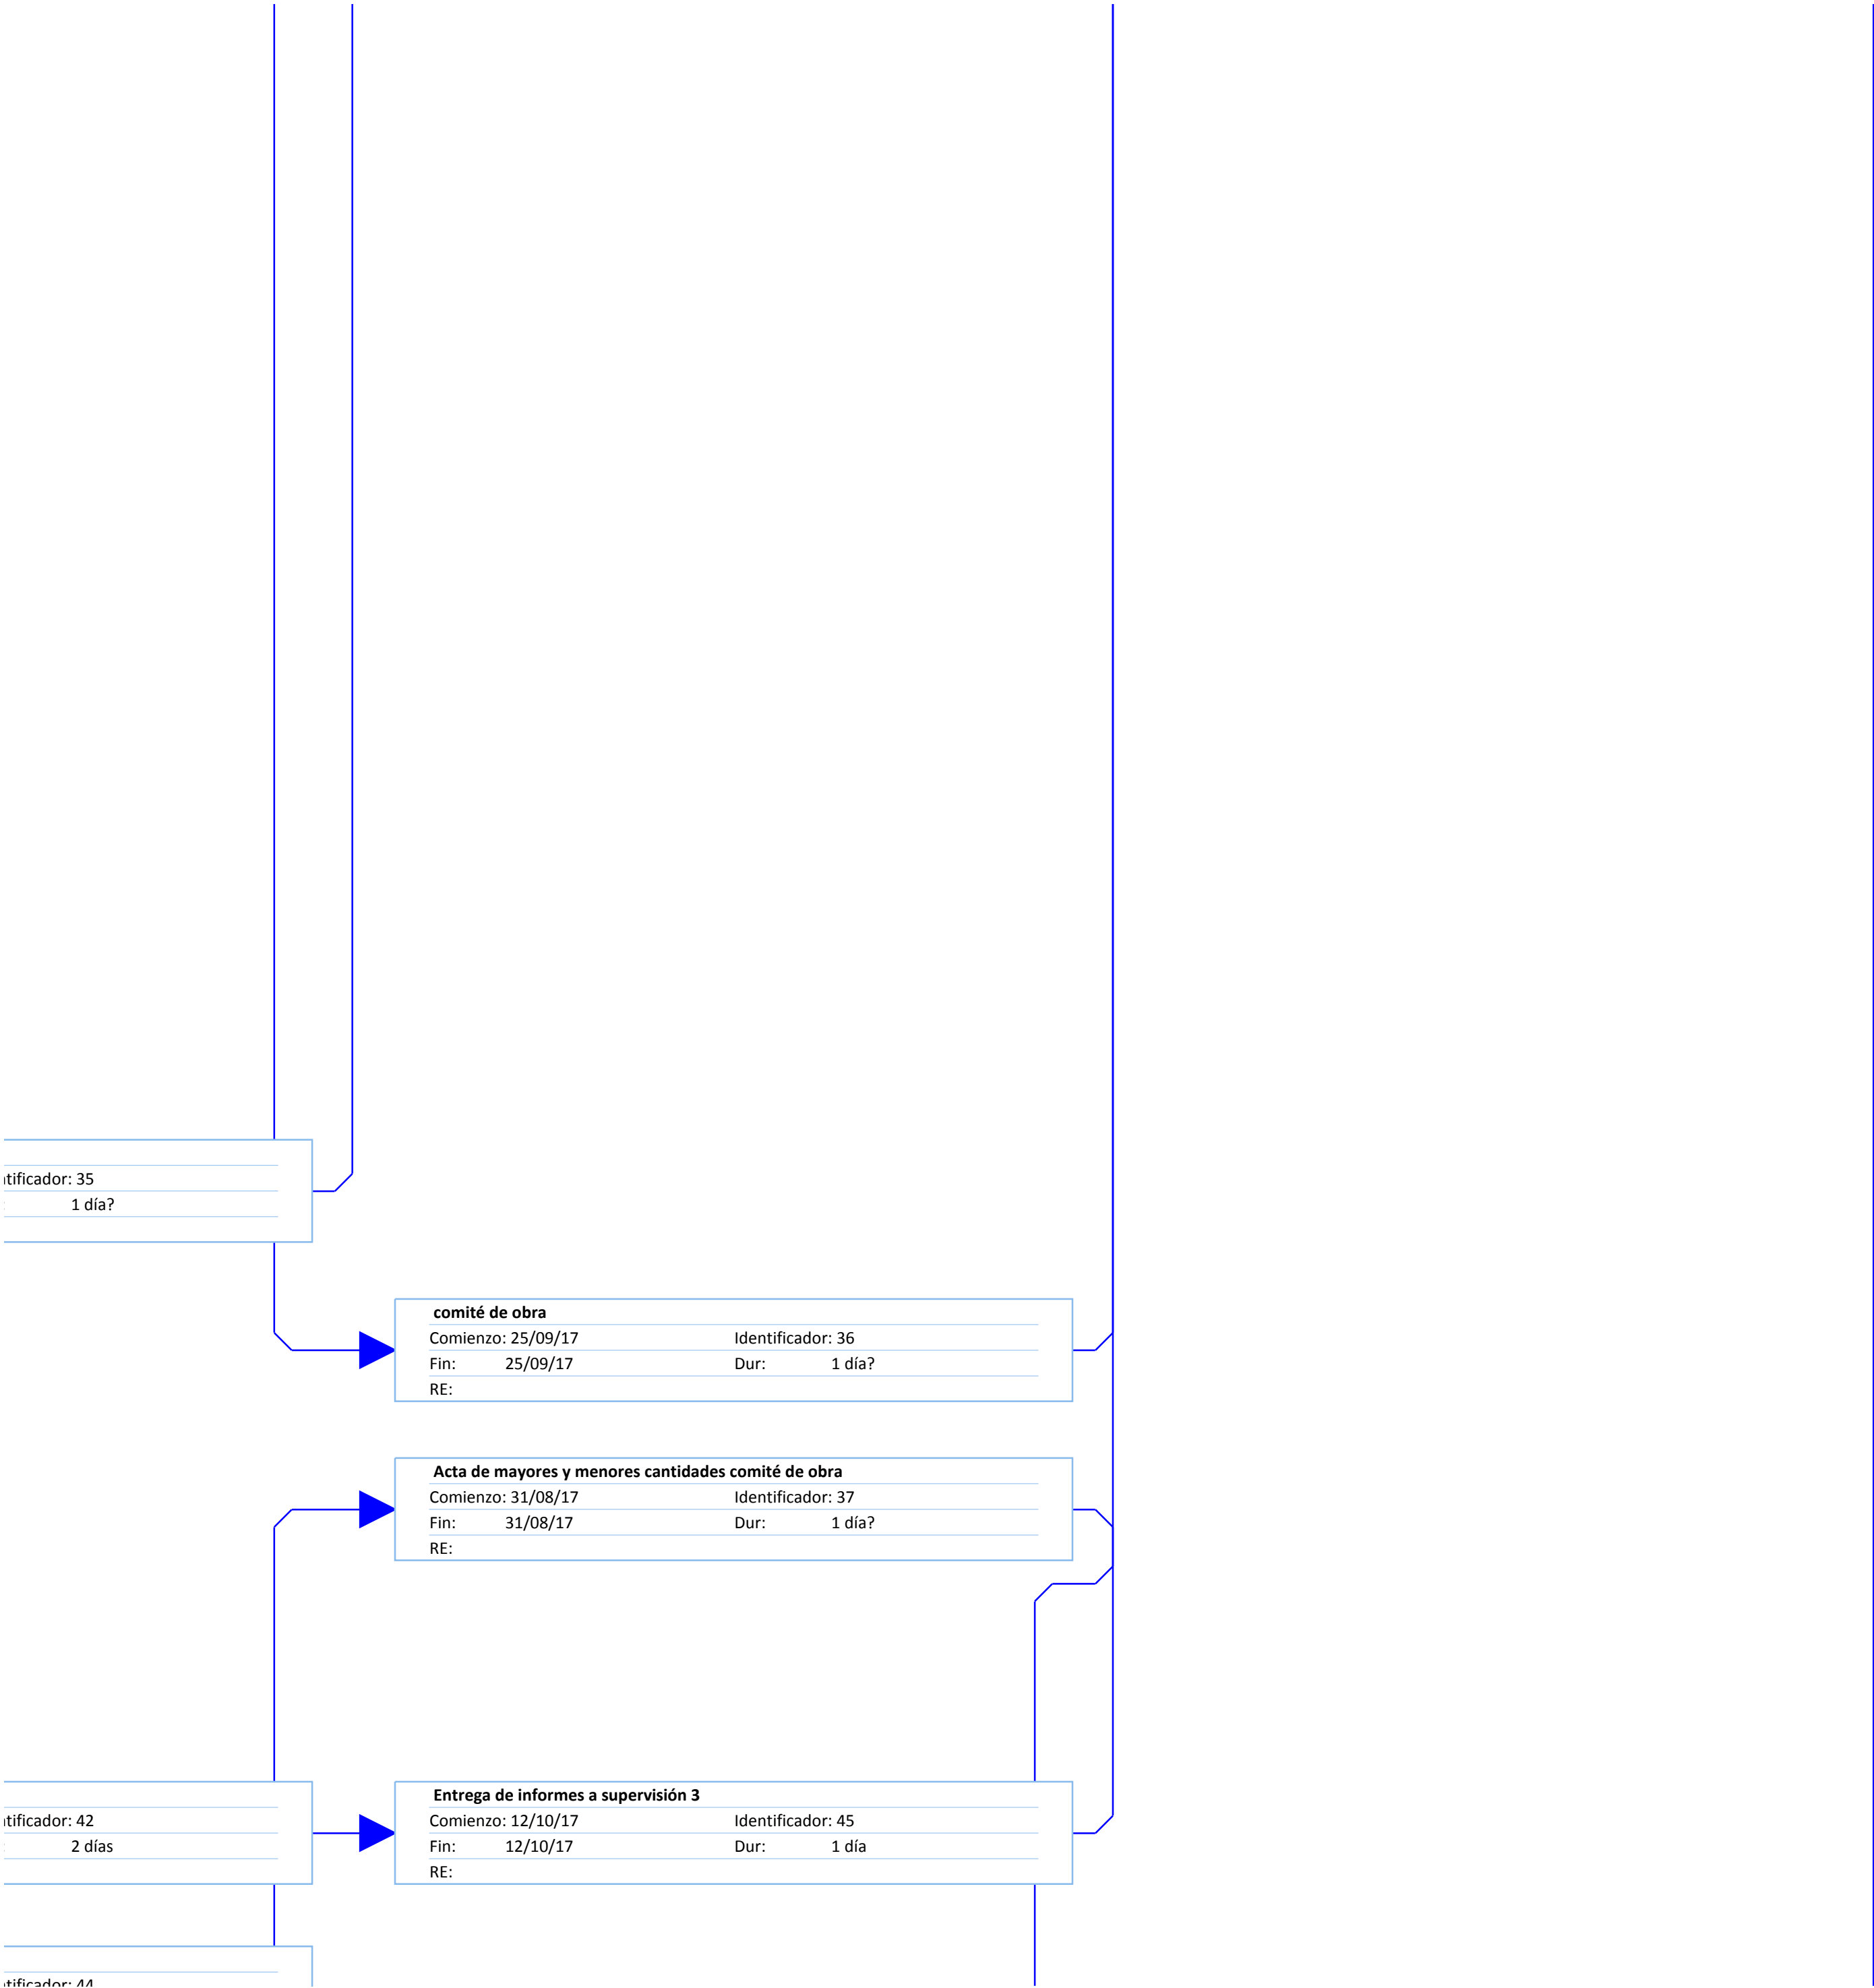 Identificador: 35
1 día?
comité de obra
Comienzo: 25/09/17 Identificador: 36
Fin: 25/09/17 Dur: 1 día?
RE:
Acta de mayores y menores cantidades comité de obra
Comienzo: 31/08/17 Identificador: 37
Fin: 31/08/17 Dur: 1 día?
RE:
tificador: 42
2 días
Entrega de informes a supervisión 3
Comienzo: 12/10/17 Identificador: 45
Fin: 12/10/17 Dur: 1 día
RE:
tificador: 44